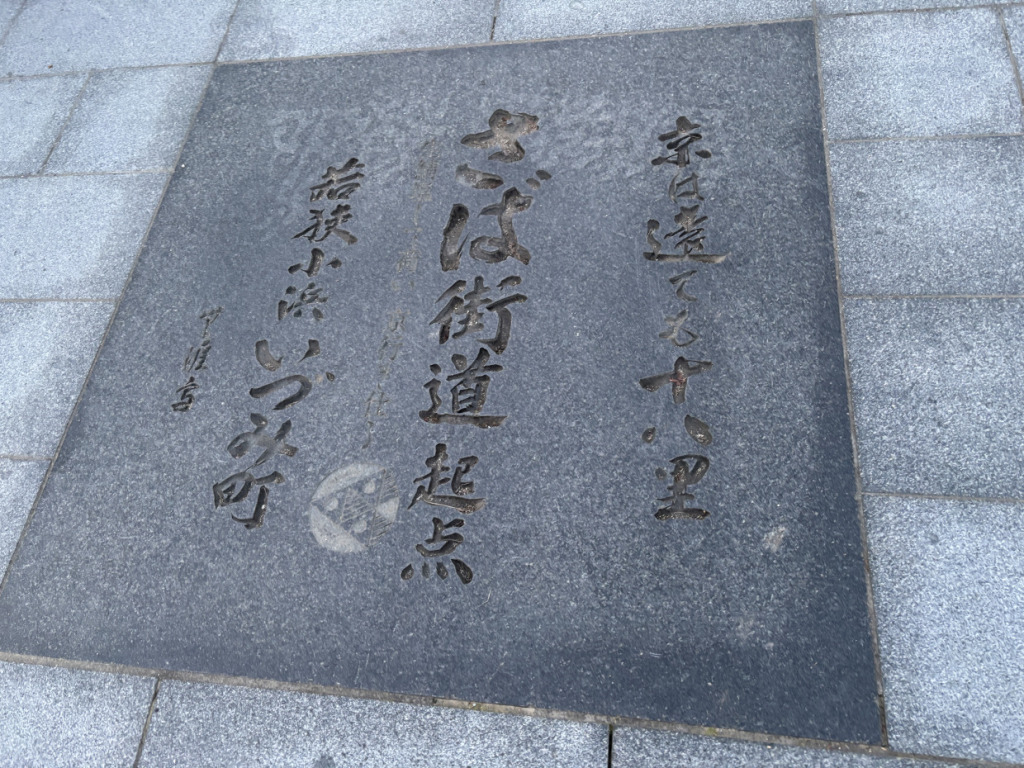 京は遠ても十八里
さば街道起点
若狭小浜いづみ町